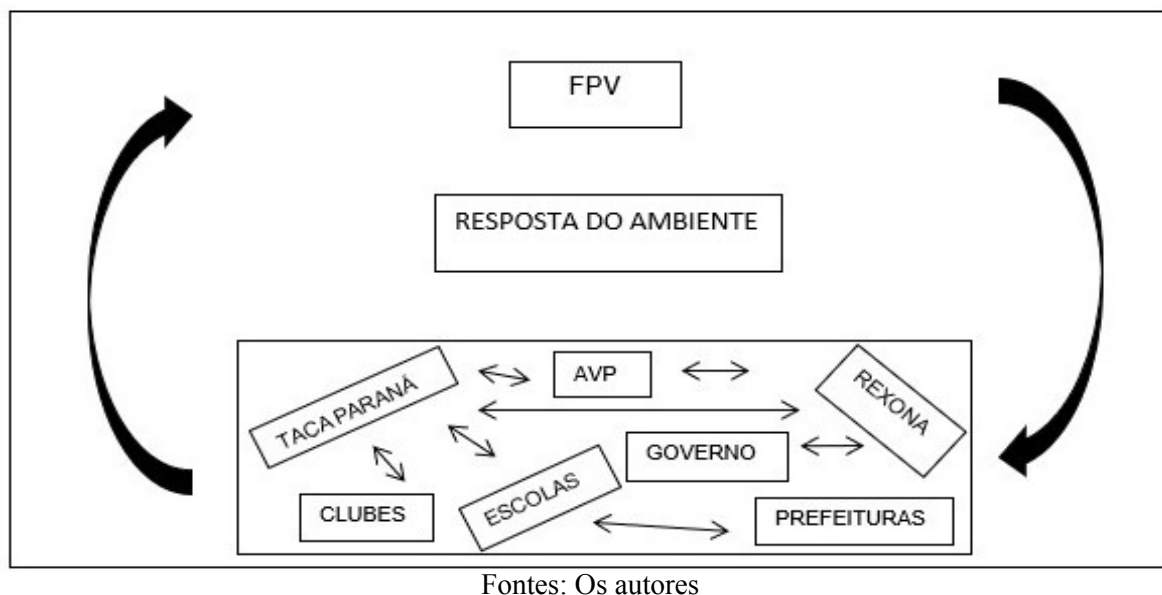 FPV
RESPOSTA DO AMBIENTE
AVP
TACA PARANÁ
REXONA
GOVERNO
ESCOLAS
CLUBES
PREFEITURAS
Fontes: Os autores